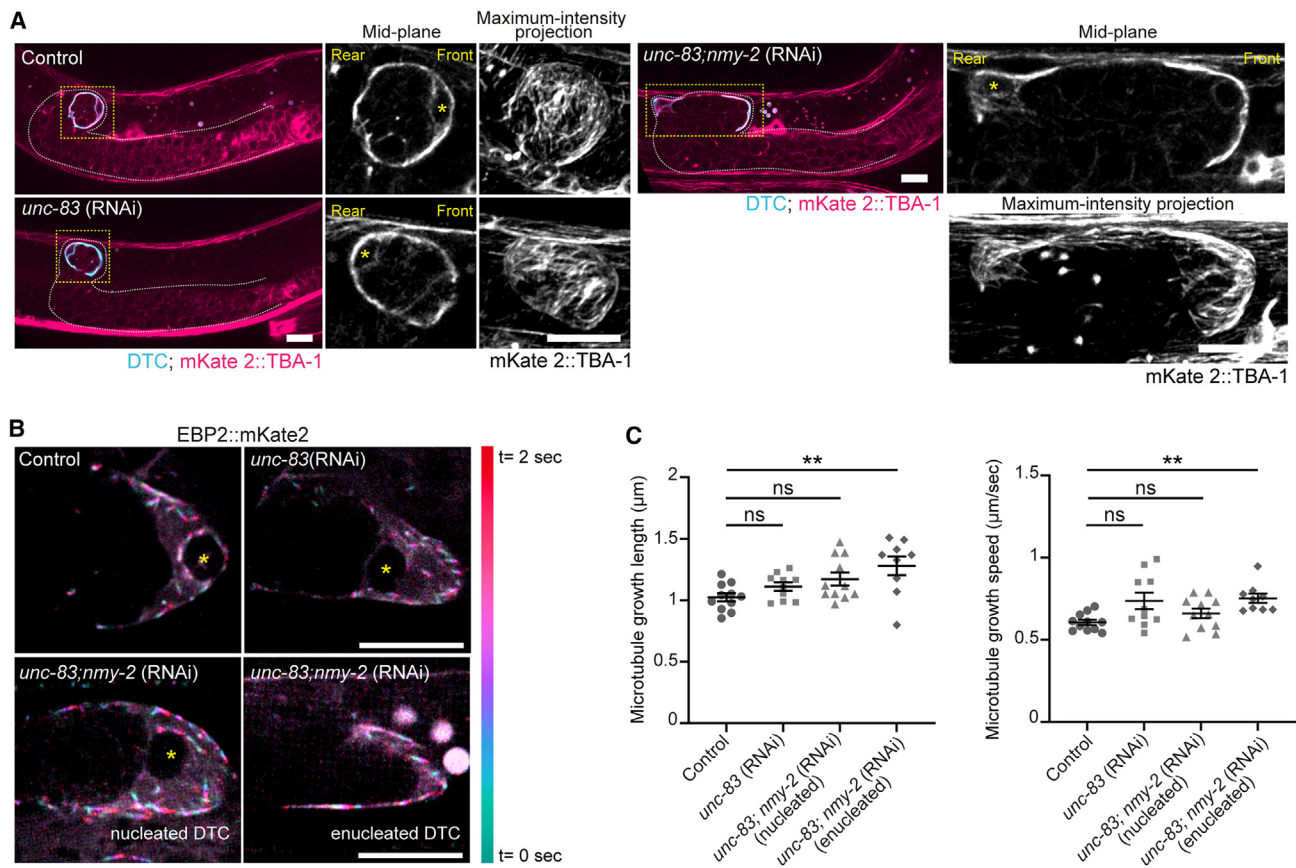 A
Control
Mid-plane
Rear
Front
Maximum-intensity
projection
unc-83;nmy-2 (RNAi)
Mid-plane
Rear
Front
*
*
*
DTC; mKate 2::TBA-1
unc-83 (RNAi)
Rear
Front
*
Maximum-intensity projection
DTC; mKate 2::TBA-1
mKate 2::TBA-1
mKate 2::TBA-1
B
EBP2::mKate2
Control
unc-83(RNAi)
*
*
unc-83;nmy-2 (RNAi)
unc-83;nmy-2 (RNAi)
*
nucleated DTC
enucleated DTC
t= 2 sec
t= 0 sec
C
Microtubule growth length (µm)
2
1.5
1
0.5
0
**
ns
ns
Control
unc-83 (RNAi)
unc-83; nmy-2 (RNAi)
(nucleated)
unc-83; nmy-2 (RNAi)
(enucleated)
Microtubule growth speed (µm/sec)
1.5
1
0.5
0
**
ns
ns
Control
unc-83 (RNAi)
unc-83; nmy-2 (RNAi)
(nucleated)
unc-83; nmy-2 (RNAi)
(enucleated)